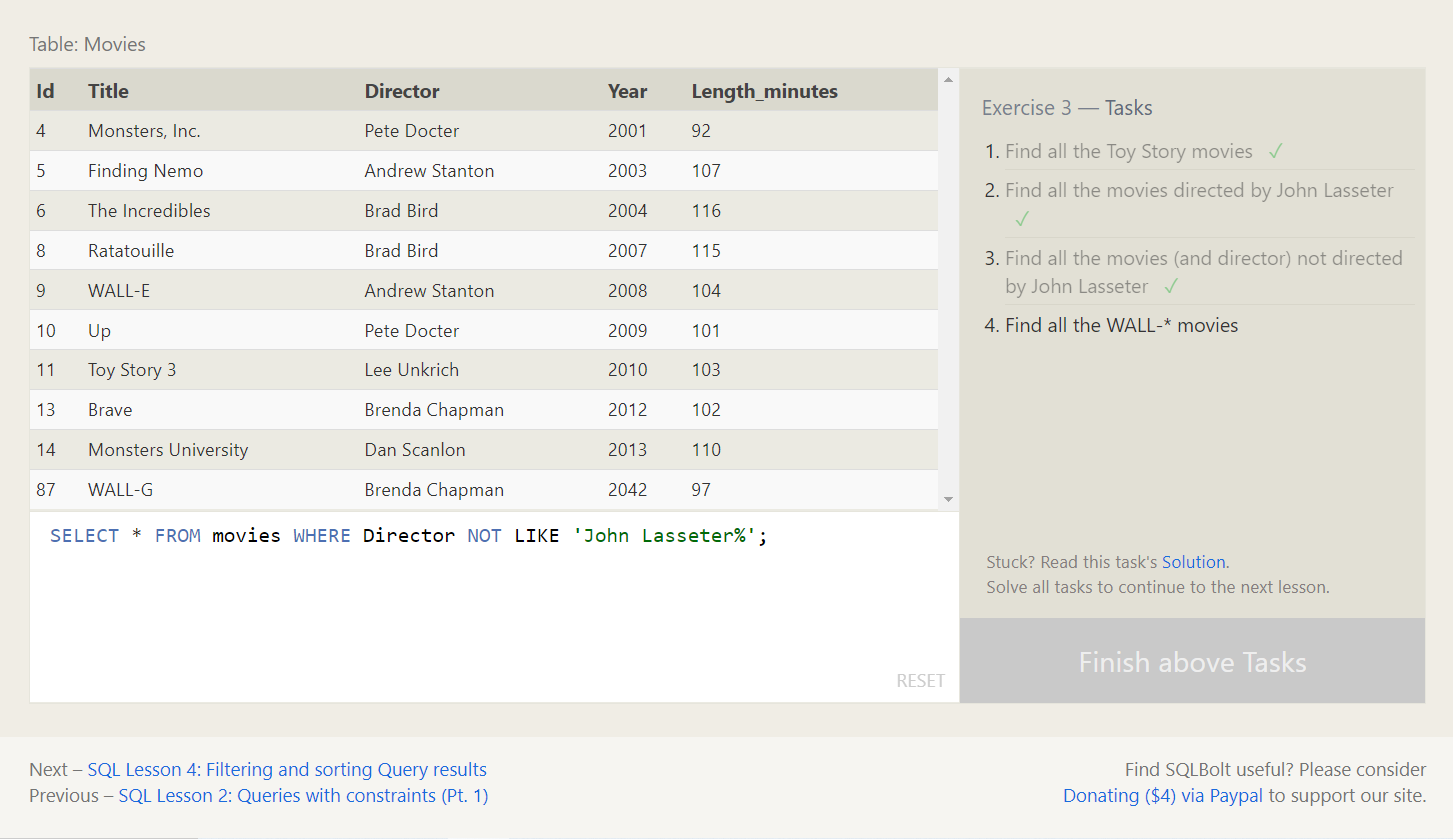 Table: Movies
Id Title Director Year Length_minutes
4 Monsters, Inc. Pete Docter 2001 92
5 Finding Nemo Andrew Stanton 2003 107
6 The Incredibles Brad Bird 2004 116
8 Ratatouille Brad Bird 2007 115
9 WALL-E Andrew Stanton 2008 104
10 Up Pete Docter 2009 101
11 Toy Story 3 Lee Unkrich 2010 103
13 Brave Brenda Chapman 2012 102
14 Monsters University Dan Scanlon 2013 110
87 WALL-G Brenda Chapman 2042 97
SELECT * FROM movies WHERE Director NOT LIKE 'John Lasseter%';
RESET
Exercise 3 — Tasks
1. Find all the Toy Story movies ✓
2. Find all the movies directed by John Lasseter
✓
3. Find all the movies (and director) not directed
by John Lasseter ✓
4. Find all the WALL-* movies
Stuck? Read this task's Solution.
Solve all tasks to continue to the next lesson.
Finish above Tasks
Next – SQL Lesson 4: Filtering and sorting Query results
Previous – SQL Lesson 2: Queries with constraints (Pt. 1)
Find SQLBolt useful? Please consider
Donating ($4) via Paypal to support our site.